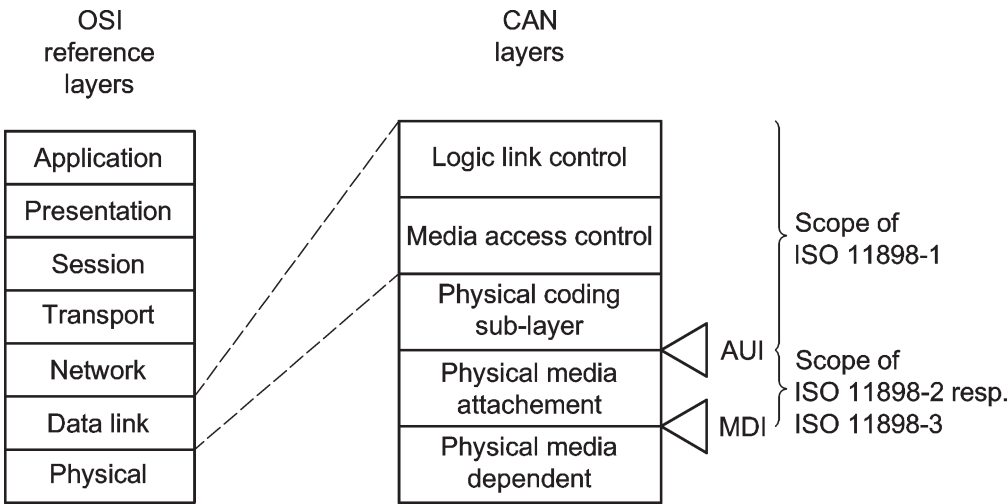 OSI
reference
layers
Application
Presentation
Session
Transport
Network
Data link
Physical
CAN
layers
Logic link control
Media access control
Physical coding
sub-layer
Physical media
attachement
Physical media
dependent
AUI
MDI
Scope of
ISO 11898-1
Scope of
ISO 11898-2 resp.
ISO 11898-3